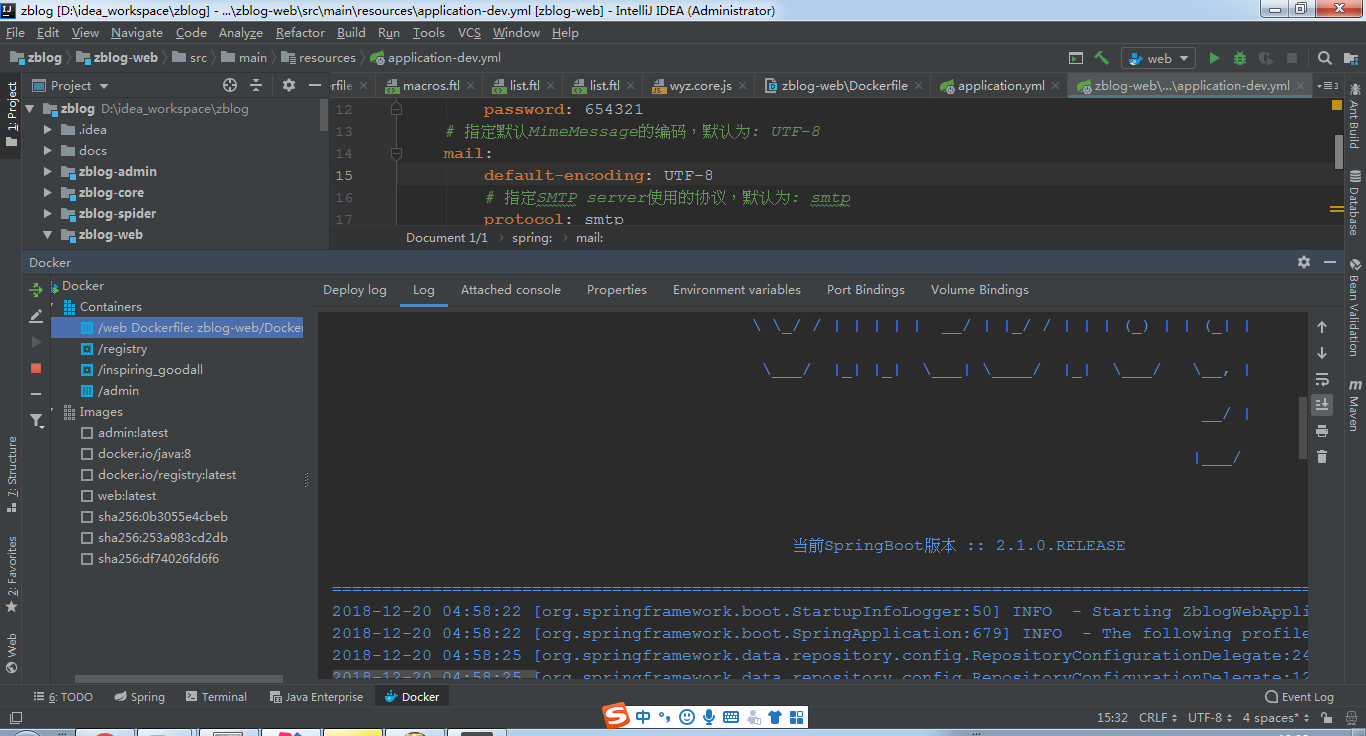 zblog [D:\idea_workspace\zblog] - ...\zblog-web\src\main\resources\application-dev.yml [zblog-web] - IntelliJ IDEA (Administrator)
File Edit View Navigate Code Analyze Refactor Build Run Tools VCS Window Help
zblog zblog-web src main resources application-dev.yml web
Project erfile macros.ftl list.ftl list.ftl wyz.core.js zblog-web\Dockerfile application.yml zblog-web\...\application-dev.yml
1: Project
zblog D:\idea_workspace\zblog
.idea
docs
zblog-admin
zblog-core
zblog-spider
zblog-web
12 password: 654321
13 # 指定默认MimeMessage的编码，默认为: UTF-8
14 mail:
15 default-encoding: UTF-8
16 # 指定SMTP server使用的协议，默认为: smtp
17 protocol: smtp
Document 1/1 spring: mail:
Ant Build
Database
Bean Validation
Maven
Docker
Docker
Containers
/web Dockerfile: zblog-web/Docker
/registry
/inspiring_goodall
/admin
Images
admin:latest
docker.io/java:8
docker.io/registry:latest
web:latest
sha256:0b3055e4cbeb
sha256:253a983cd2db
sha256:df74026fd6f6
7: Structure
2: Favorites
Web
Deploy log Log Attached console Properties Environment variables Port Bindings Volume Bindings
\ \_/ / | | | | |  __/ | |_/ / | | | (_) | | (_| |
\___/  |_| |_|  \___| \____/  |_|  \___/   \__, |
__/ |
|___/
当前SpringBoot版本 :: 2.1.0.RELEASE
================================================================================
2018-12-20 04:58:22 [org.springframework.boot.StartupInfoLogger:50] INFO  - Starting ZblogWebAppli
2018-12-20 04:58:22 [org.springframework.boot.SpringApplication:679] INFO  - The following profile
2018-12-20 04:58:25 [org.springframework.data.repository.config.RepositoryConfigurationDelegate:24
2018-12-20 04:58:25 [org.springframework.data.repository.config.RepositoryConfigurationDelegate:12
6: TODO Spring Terminal Java Enterprise Docker Event Log
中
15:32 CRLF UTF-8 4 spaces*